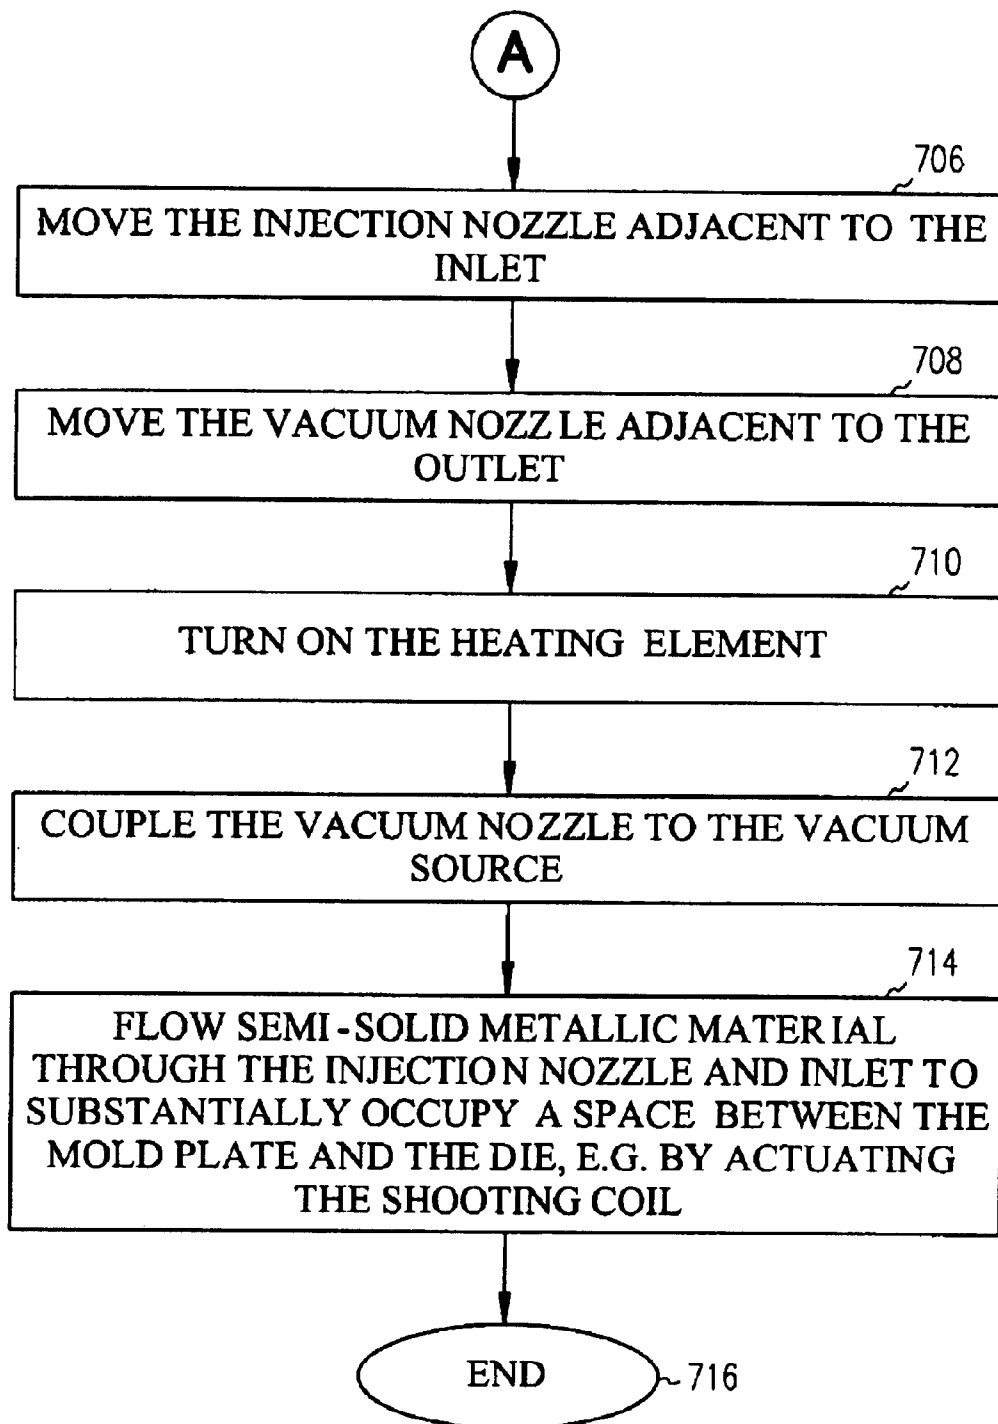 A
706
MOVE THE INJECTION NOZZLE ADJACENT TO THE
INLET
708
MOVE THE VACUUM NOZZLE ADJACENT TO THE
OUTLET
710
TURN ON THE HEATING ELEMENT
712
COUPLE THE VACUUM NOZZLE TO THE VACUUM
SOURCE
714
FLOW SEMI-SOLID METALLIC MATERIAL
THROUGH THE INJECTION NOZZLE AND INLET TO
SUBSTANTIALLY OCCUPY A SPACE BETWEEN THE
MOLD PLATE AND THE DIE, E.G. BY ACTUATING
THE SHOOTING COIL
END
716